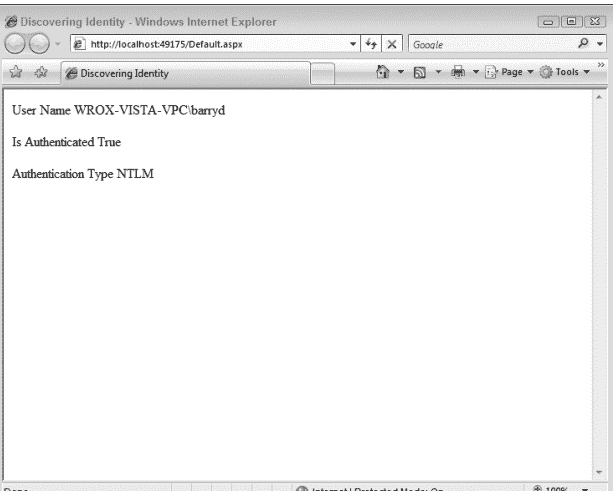 Discovering Identity - Windows Internet Explorer
http://localhost:49175/Default.aspx
Google
Discovering Identity
Page
Tools
User Name WROX-VISTA-VPC\barryd
Is Authenticated True
Authentication Type NTLM
Done
Internet | Protected Mode: On
100%